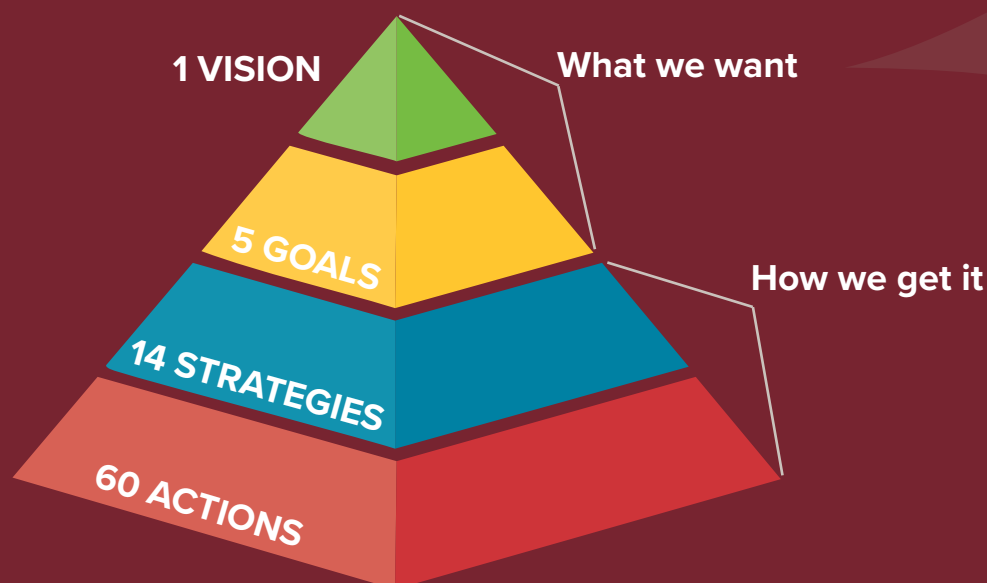 1 VISION
What we want
5 GOALS
How we get it
14 STRATEGIES
60 ACTIONS